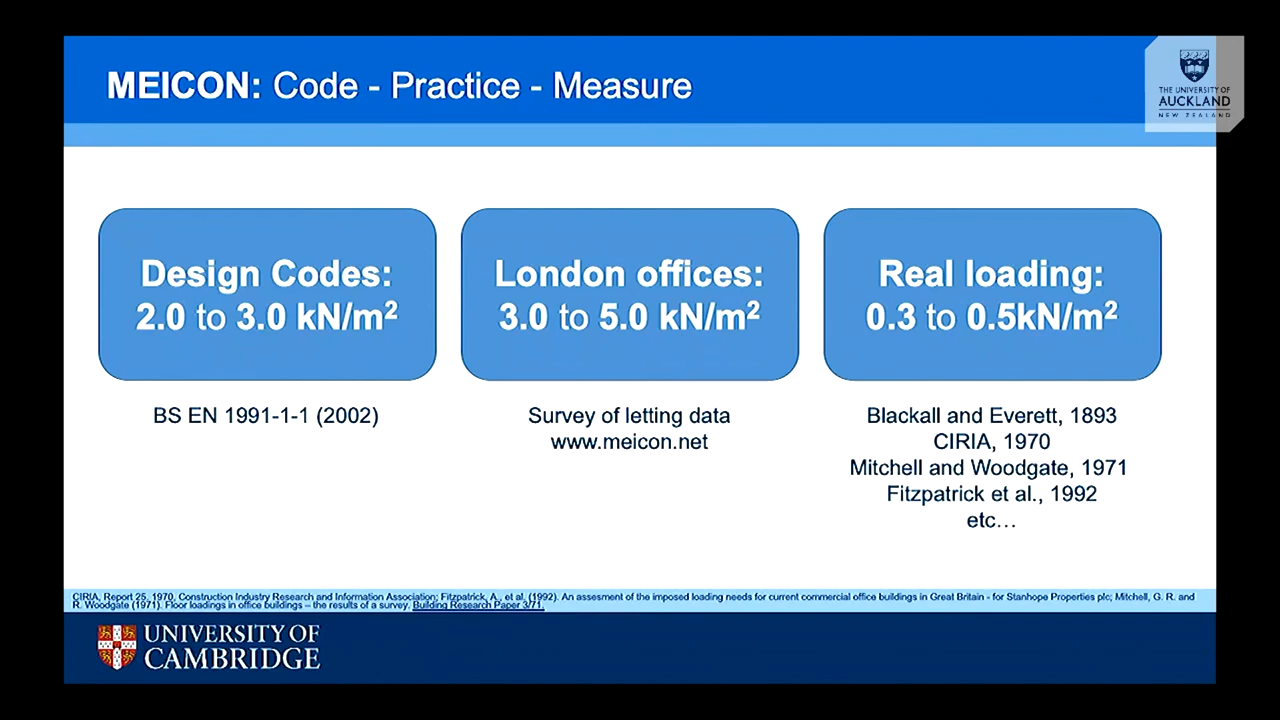 MEICON: Code - Practice - Measure
THE UNIVERSITY OF
AUCKLAND
NEW ZEALAND
Design Codes:
2.0 to 3.0 kN/m²
BS EN 1991-1-1 (2002)
London offices:
3.0 to 5.0 kN/m²
Survey of letting data
www.meicon.net
Real loading:
0.3 to 0.5kN/m²
Blackall and Everett, 1893
CIRIA, 1970
Mitchell and Woodgate, 1971
Fitzpatrick et al., 1992
etc…
CIRIA, Report 25, 1970, Construction Industry Research and Information Association; Fitzpatrick, A., et al. (1992). An assesment of the imposed loading needs for current commercial office buildings in Great Britain - for Stanhope Properties plc; Mitchell, G. R. and
R. Woodgate (1971). Floor loadings in office buildings – the results of a survey. Building Research Paper 3/71.
UNIVERSITY OF
CAMBRIDGE